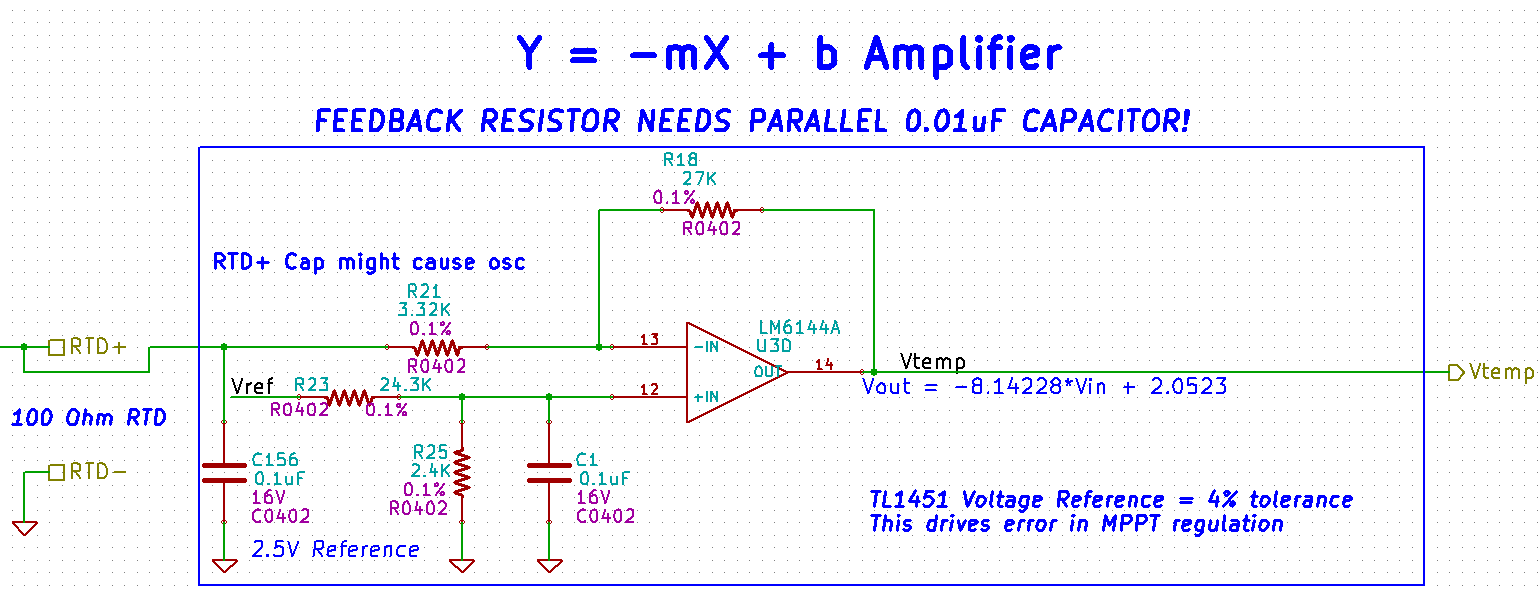 Y = -mX + b Amplifier
FEEDBACK RESISTOR NEEDS PARALLEL 0.01uF CAPACITOR!
R18
27K
0.1%
R0402
RTD+ Cap might cause osc
R21
3.32K
0.1%
R0402
RTD+
13
-IN
LM6144A
U3D
OUT
14
Vtemp
Vtemp
Vout = -8.14228*Vin + 2.0523
Vref
R23
24.3K
R0402
0.1%
12
+IN
100 Ohm RTD
RTD-
C156
0.1uF
16V
C0402
R25
2.4K
0.1%
R0402
C1
0.1uF
16V
C0402
2.5V Reference
TL1451 Voltage Reference = 4% tolerance
This drives error in MPPT regulation